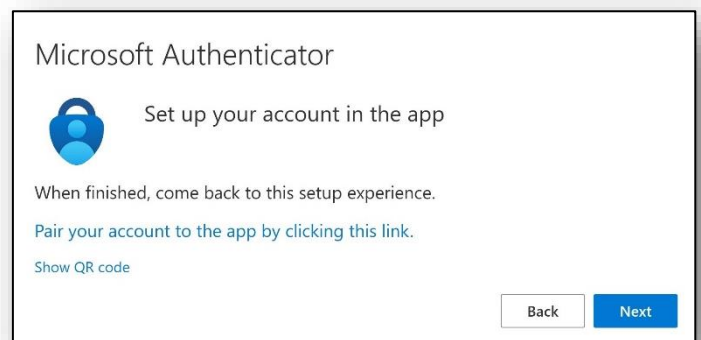 Microsoft Authenticator
Set up your account in the app
When finished, come back to this setup experience.
Pair your account to the app by clicking this link.
Show QR code
Back
Next